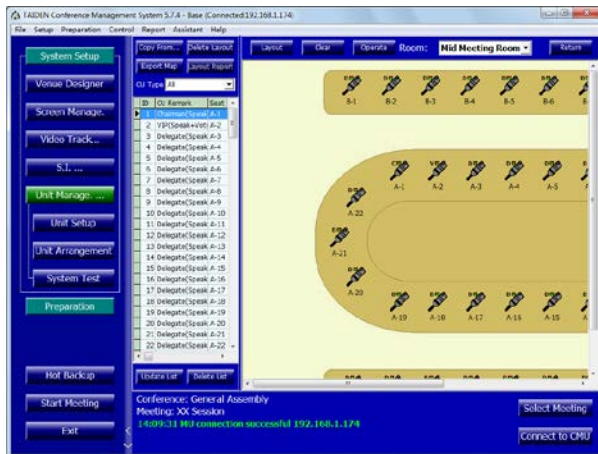 TAIDEN Conference Management System 5.7.4 - Base (Connected:192.168.1.174)
File Setup Preparation Control Report Assistant Help
System Setup
Venue Designer
Screen Manage.
Video Track...
S.I. ...
Unit Manage. ...
Unit Setup
Unit Arrangement
System Test
Preparation
Hot Backup
Start Meeting
Exit
Copy From... Delete Layout
Export Map Layout Report
CU Type All
ID CU Remark Seat
1 Chairman(Speak A-1
2 VIP(Speak+Vot A-2
3 Delegate(Speak A-3
4 Delegate(Speak A-4
5 Delegate(Speak A-5
6 Delegate(Speak A-6
7 Delegate(Speak A-7
8 Delegate(Speak A-8
9 Delegate(Speak A-9
10 Delegate(Speak A-10
11 Delegate(Speak A-11
12 Delegate(Speak A-12
13 Delegate(Speak A-13
14 Delegate(Speak A-14
15 Delegate(Speak A-15
16 Delegate(Speak A-16
17 Delegate(Speak A-17
18 Delegate(Speak A-18
19 Delegate(Speak A-19
20 Delegate(Speak A-20
21 Delegate(Speak A-21
22 Delegate(Speak A-22
Update List Delete List
Layout Clear Operate Room: Mid Meeting Room Return
B-1 B-2 B-3 B-4 B-5 B-6
A-1 A-2 A-3 A-4 A-5
A-22
A-21
A-20
A-19 A-18 A-17 A-16 A-15
Conference: General Assembly
Meeting: XX Session
14:09:31 MU connection successful 192.168.1.174
Select Meeting
Connect to CMU